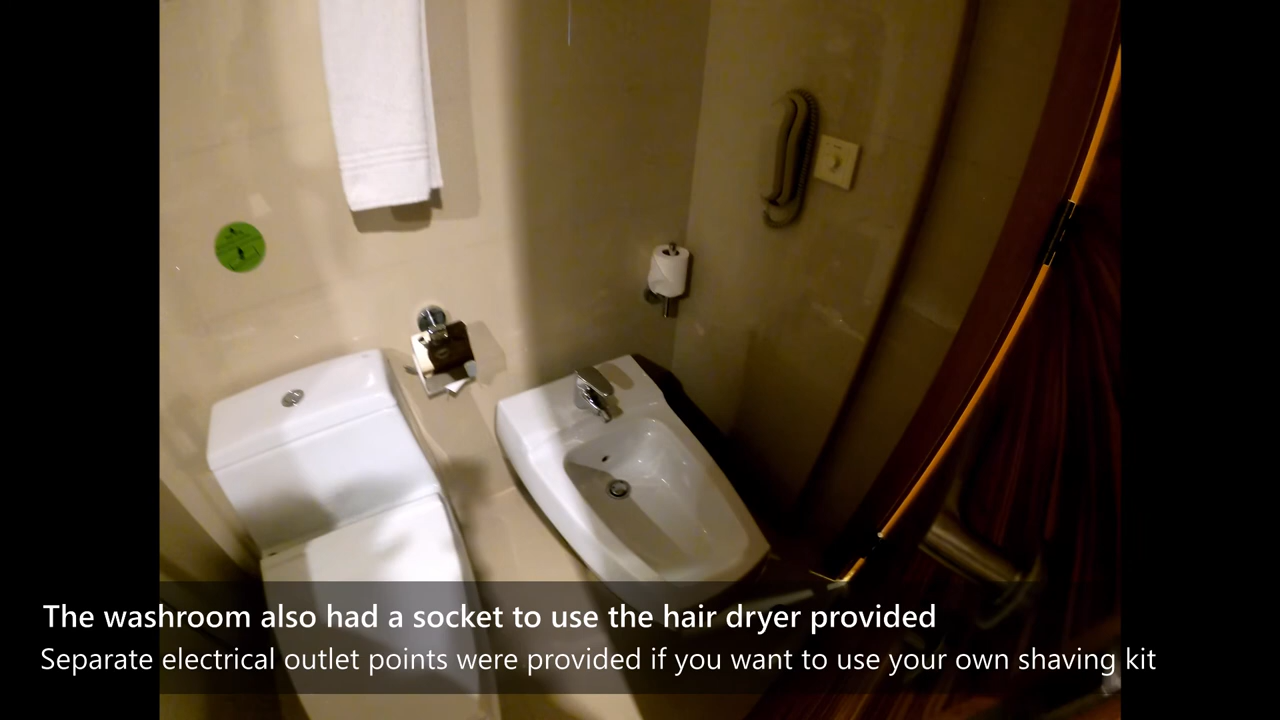 The washroom also had a socket to use the hair dryer provided
Separate electrical outlet points were provided if you want to use your own shaving kit